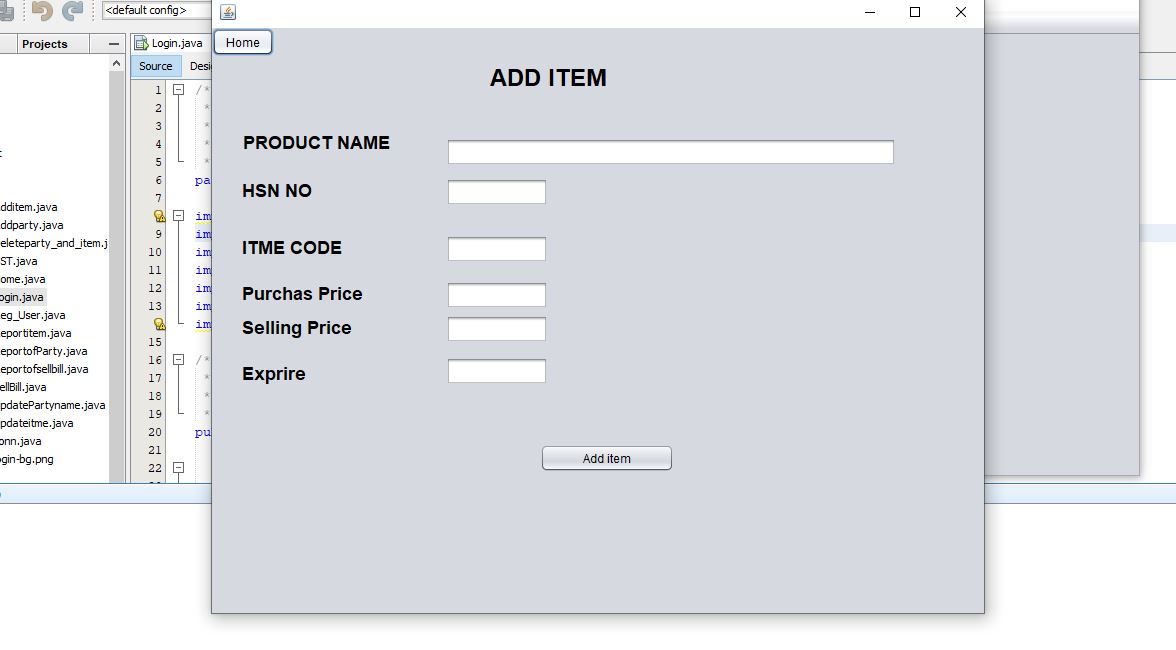 <default config>
Projects
Login.java
Source
Desi
Home
ADD ITEM
PRODUCT NAME
HSN NO
ITME CODE
Purchas Price
Selling Price
Exprire
Add item
dditem.java
ddparty.java
eleteparty_and_item.j
ST.java
ome.java
ogin.java
eg_User.java
eportitem.java
eportofParty.java
eportofsellbill.java
ellBill.java
pdatePartyname.java
pdateitme.java
onn.java
ogin-bg.png
1 /*
2 *
3 *
4 *
5 *
6 pa
7
im
9 im
10 im
11 im
12 im
13 im
im
15
16 /*
17 *
18 *
19 *
20 pu
21
22